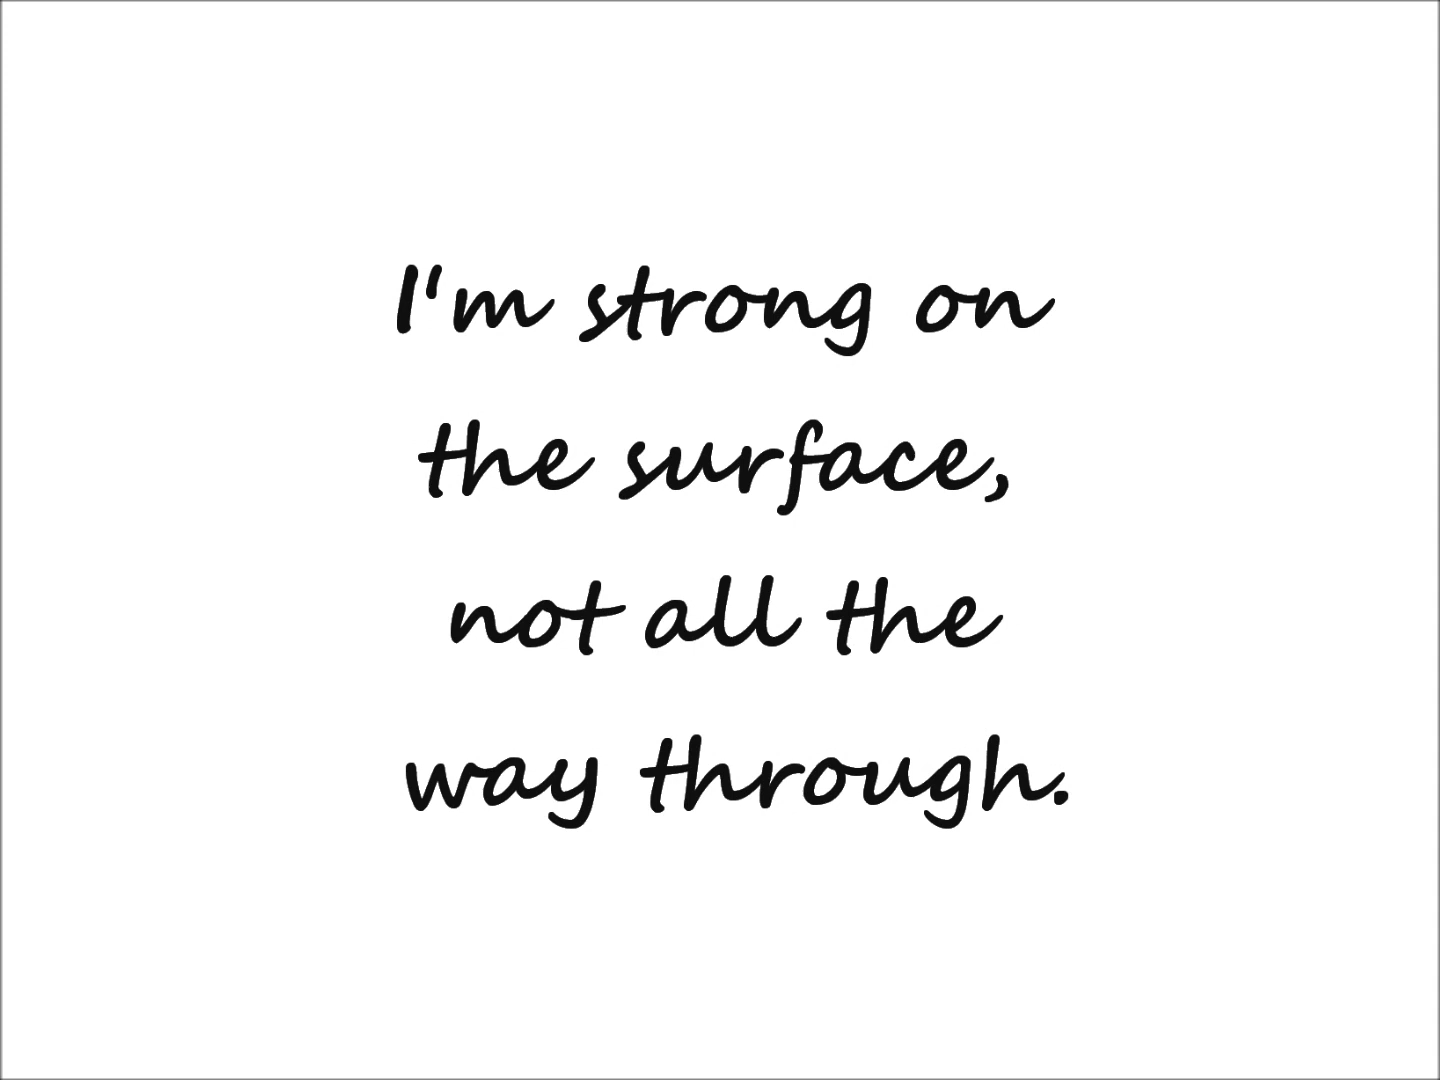 I'm strong on
the surface,
not all the
way through.